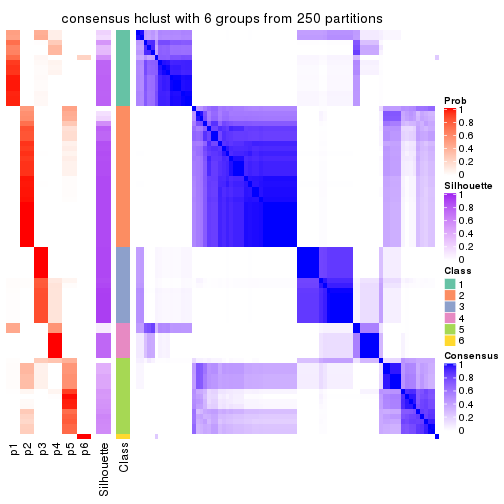 consensus hclust with 6 groups from 250 partitions
Prob
1
0.8
0.6
0.4
0.2
0
Silhouette
1
0.8
0.6
0.4
0.2
0
Class
1
2
3
4
5
6
Consensus
1
0.8
0.6
0.4
0.2
0
p1
p2
p3
p4
p5
p6
Silhouette
Class